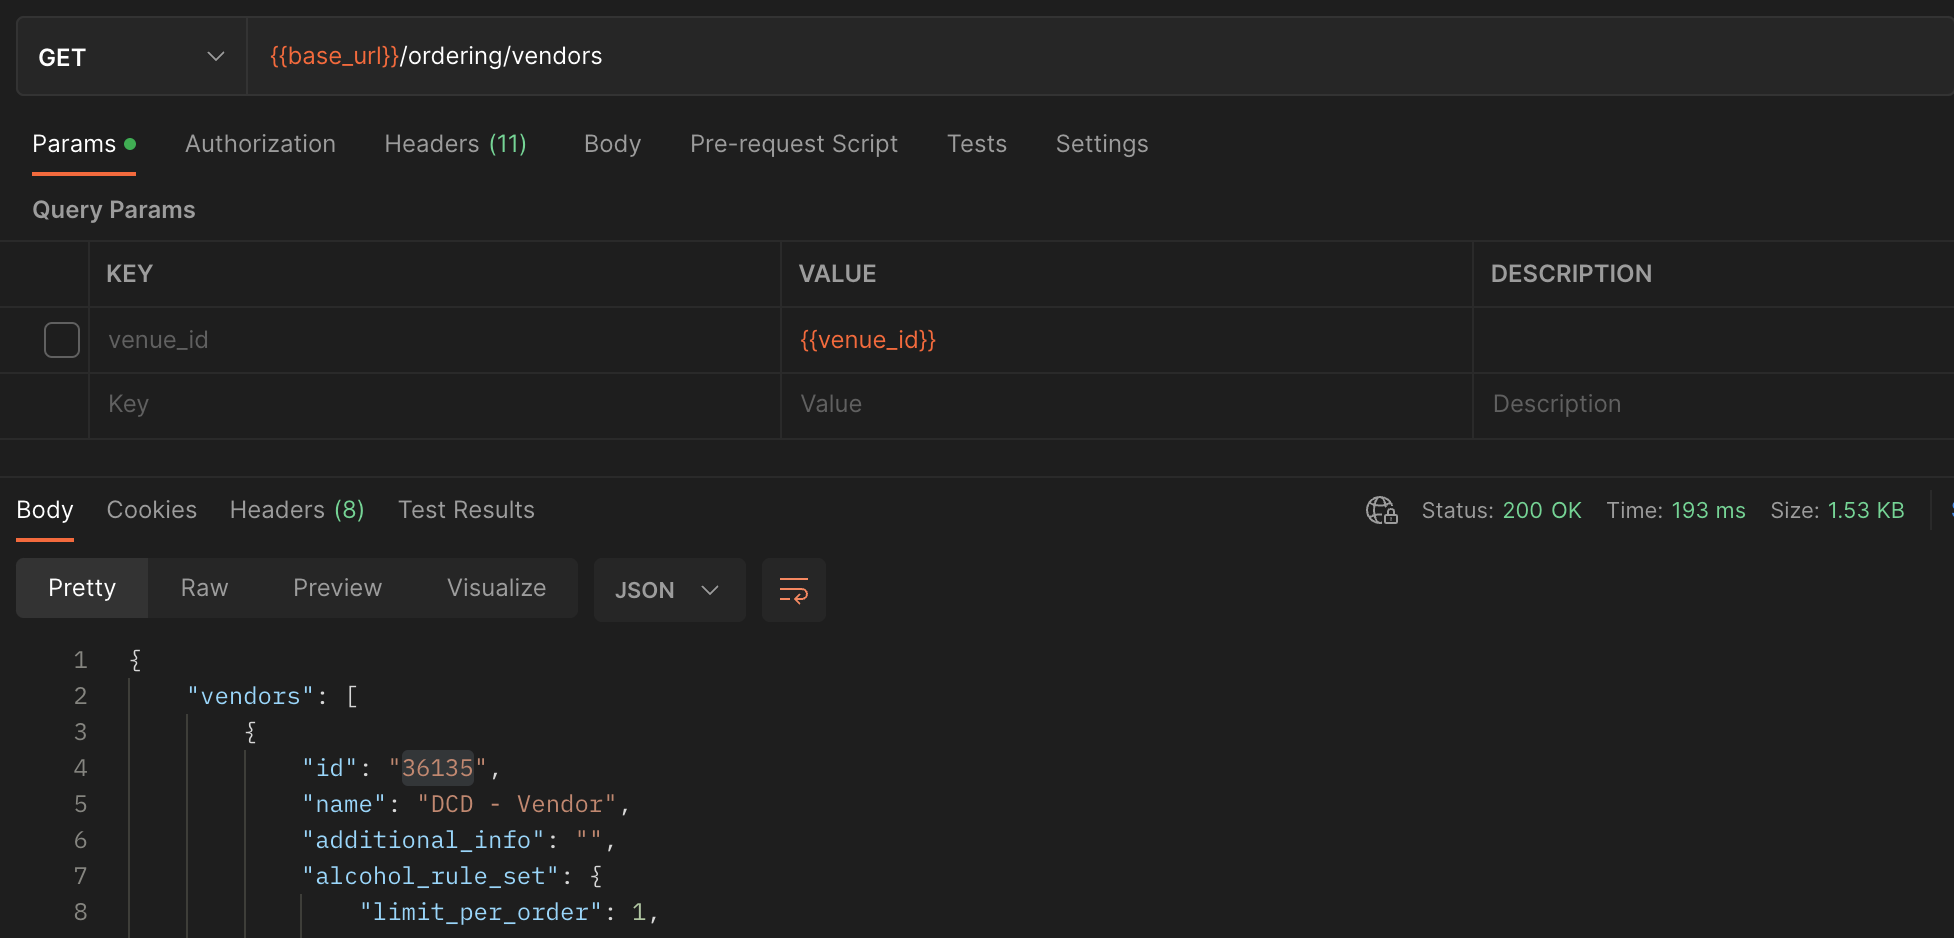 GET {{base_url}}/ordering/vendors
Params Authorization Headers (11) Body Pre-request Script Tests Settings
Query Params
KEY VALUE DESCRIPTION
venue_id {{venue_id}}
Key Value Description
Body Cookies Headers (8) Test Results Status: 200 OK Time: 193 ms Size: 1.53 KB
Pretty Raw Preview Visualize JSON
1 {
2 "vendors": [
3 {
4 "id": "36135",
5 "name": "DCD - Vendor",
6 "additional_info": "",
7 "alcohol_rule_set": {
8 "limit_per_order": 1,